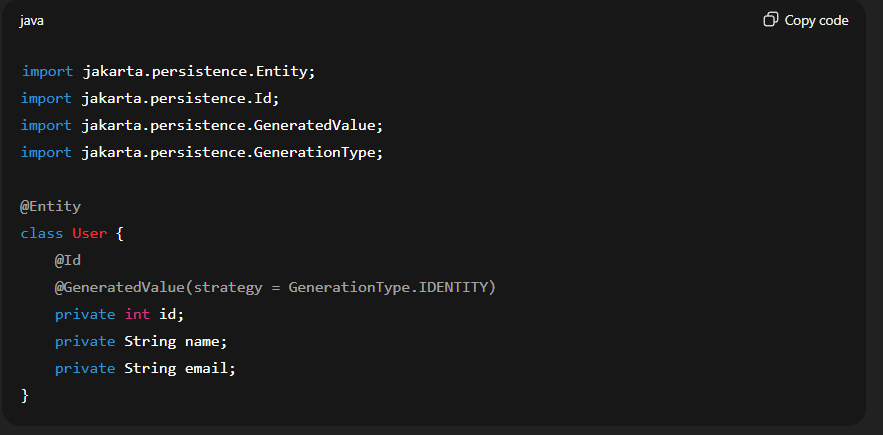 java
Copy code
import jakarta.persistence.Entity;
import jakarta.persistence.Id;
import jakarta.persistence.GeneratedValue;
import jakarta.persistence.GenerationType;
@Entity
class User {
@Id
@GeneratedValue(strategy = GenerationType.IDENTITY)
private int id;
private String name;
private String email;
}